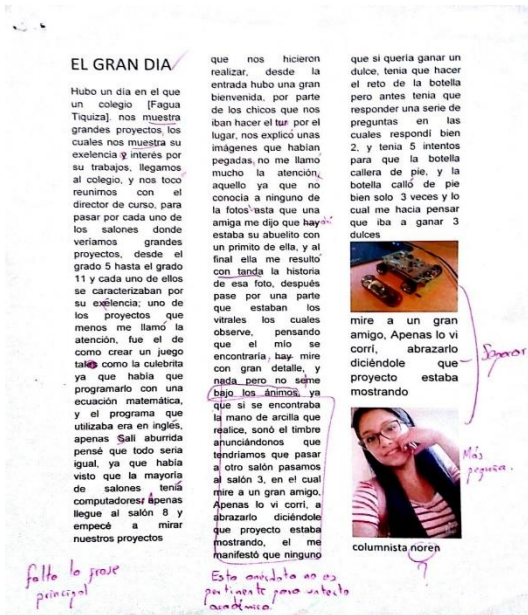 EL GRAN DIA
Hubo un día en el que
un colegio [Fagua
Tiquiza]. nos muestra
grandes proyectos, los
cuales nos muestra su
exelencia y interés por
su trabajos, llegamos
al colegio, y nos toco
reunimos con el
director de curso, para
pasar por cada uno de
los salones donde
veríamos grandes
proyectos, desde el
grado 5 hasta el grado
11 y cada uno de ellos
se caracterizaban por
su exelencia; uno de
los proyectos que
menos me llamó la
atención, fue el de
como crear un juego
tales como la culebrita
ya que había que
programarlo con una
ecuación matemática,
y el programa que
utilizaba era en ingles,
apenas Sali aburrida
pensé que todo seria
igual, ya que había
visto que la mayoría
de salones tenía
computadores; Apenas
llegue al salón 8 y
empecé a mirar
nuestros proyectos
falto la frase
principal
que nos hicieron
realizar, desde la
entrada hubo una gran
bienvenida, por parte
de los chicos que nos
iban hacer el tur por el
lugar, nos explicó unas
imágenes que habían
pegadas, no me llamo
mucho la atención,
aquello ya que no
conocia a ninguno de
la fotos asta que una
amiga me dijo que hay ahí
estaba su abuelito con
un primito de ella, y al
final ella me resultó
con tanda la historia
de esa foto, después
pase por una parte
que estaban los
vitrales los cuales
observe, pensando
que el mío se
encontraría, hay mire
con gran detalle, y
nada pero no seme
bajo los ánimos, ya
que si se encontraba
la mano de arcilla que
realice, sonó el timbre
anunciándonos que
tendríamos que pasar
a otro salón pasamos
al salón 3, en el cual
mire a un gran amigo,
Apenas lo vi corrí, a
abrazarlo diciéndole
que proyecto estaba
mostrando, el me
manifestó que ninguno
Esta anécdota no es
pertinente para un texto
académico.
que si quería ganar un
dulce, tenia que hacer
el reto de la botella
pero antes tenia que
responder una serie de
preguntas en las
cuales respondí bien
2, y tenia 5 intentos
para que la botella
callera de pie, y la
botella calló de pie
bien solo 3 veces y lo
cual me hacia pensar
que iba a ganar 3
dulces
mire a un gran
amigo, Apenas lo vi
corrí, abrazarlo
diciéndole que
proyecto estaba
mostrando
Separar
Más
pequeña.
columnista noren
?